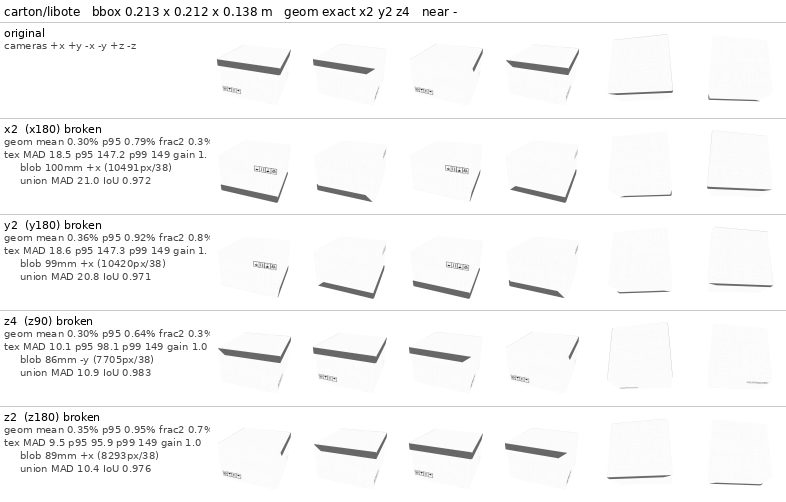 carton/libote   bbox 0.213 x 0.212 x 0.138 m   geom exact x2 y2 z4   near -
original
cameras +x +y -x -y +z -z
x2  (x180) broken
geom mean 0.30% p95 0.79% frac2 0.3%
tex MAD 18.5 p95 147.2 p99 149 gain 1.
blob 100mm +x (10491px/38)
union MAD 21.0 IoU 0.972
y2  (y180) broken
geom mean 0.36% p95 0.92% frac2 0.8%
tex MAD 18.6 p95 147.3 p99 149 gain 1.
blob 99mm +x (10420px/38)
union MAD 20.8 IoU 0.971
z4  (z90) broken
geom mean 0.30% p95 0.64% frac2 0.3%
tex MAD 10.1 p95 98.1 p99 149 gain 1.0
blob 86mm -y (7705px/38)
union MAD 10.9 IoU 0.983
z2  (z180) broken
geom mean 0.35% p95 0.95% frac2 0.7%
tex MAD 9.5 p95 95.9 p99 149 gain 1.0
blob 89mm +x (8293px/38)
union MAD 10.4 IoU 0.976